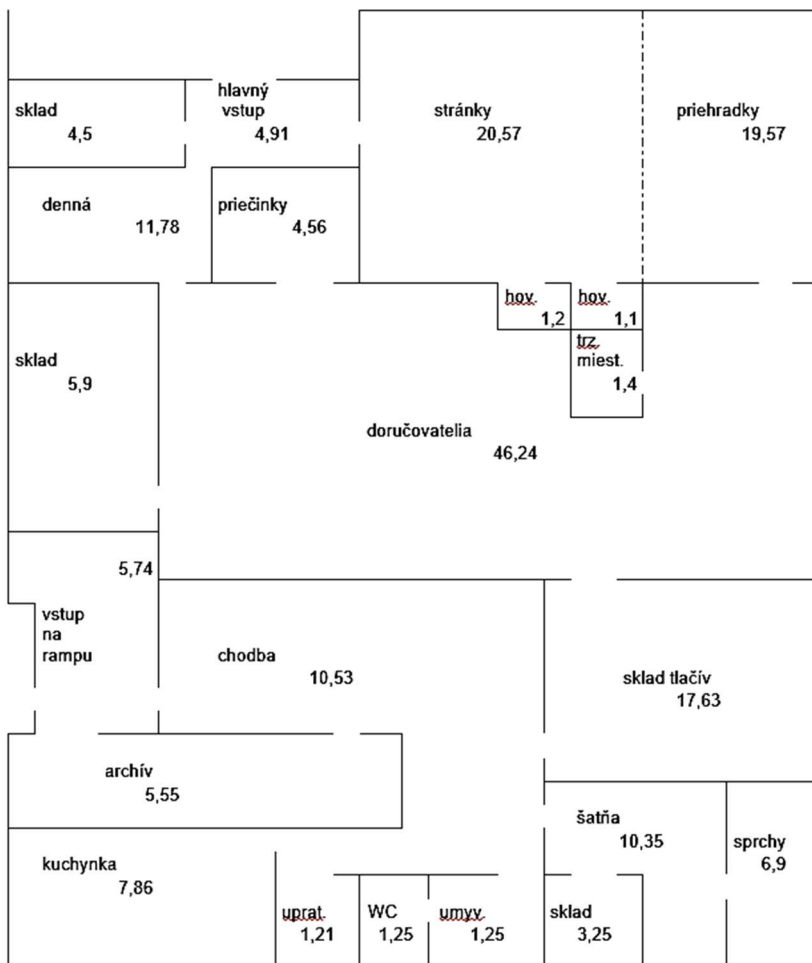 sklad
4,5
hlavný
vstup
4,91
stránky
20,57
priehradky
19,57
denná
11,78
priečinky
4,56
hov.
1,2
hov.
1,1
trz.
miest.
1,4
sklad
5,9
doručovatelia
46,24
5,74
vstup
na
rampu
chodba
10,53
sklad tlačív
17,63
archív
5,55
šatňa
10,35
sprchy
6,9
kuchynka
7,86
uprat.
1,21
WC
1,25
umyv.
1,25
sklad
3,25